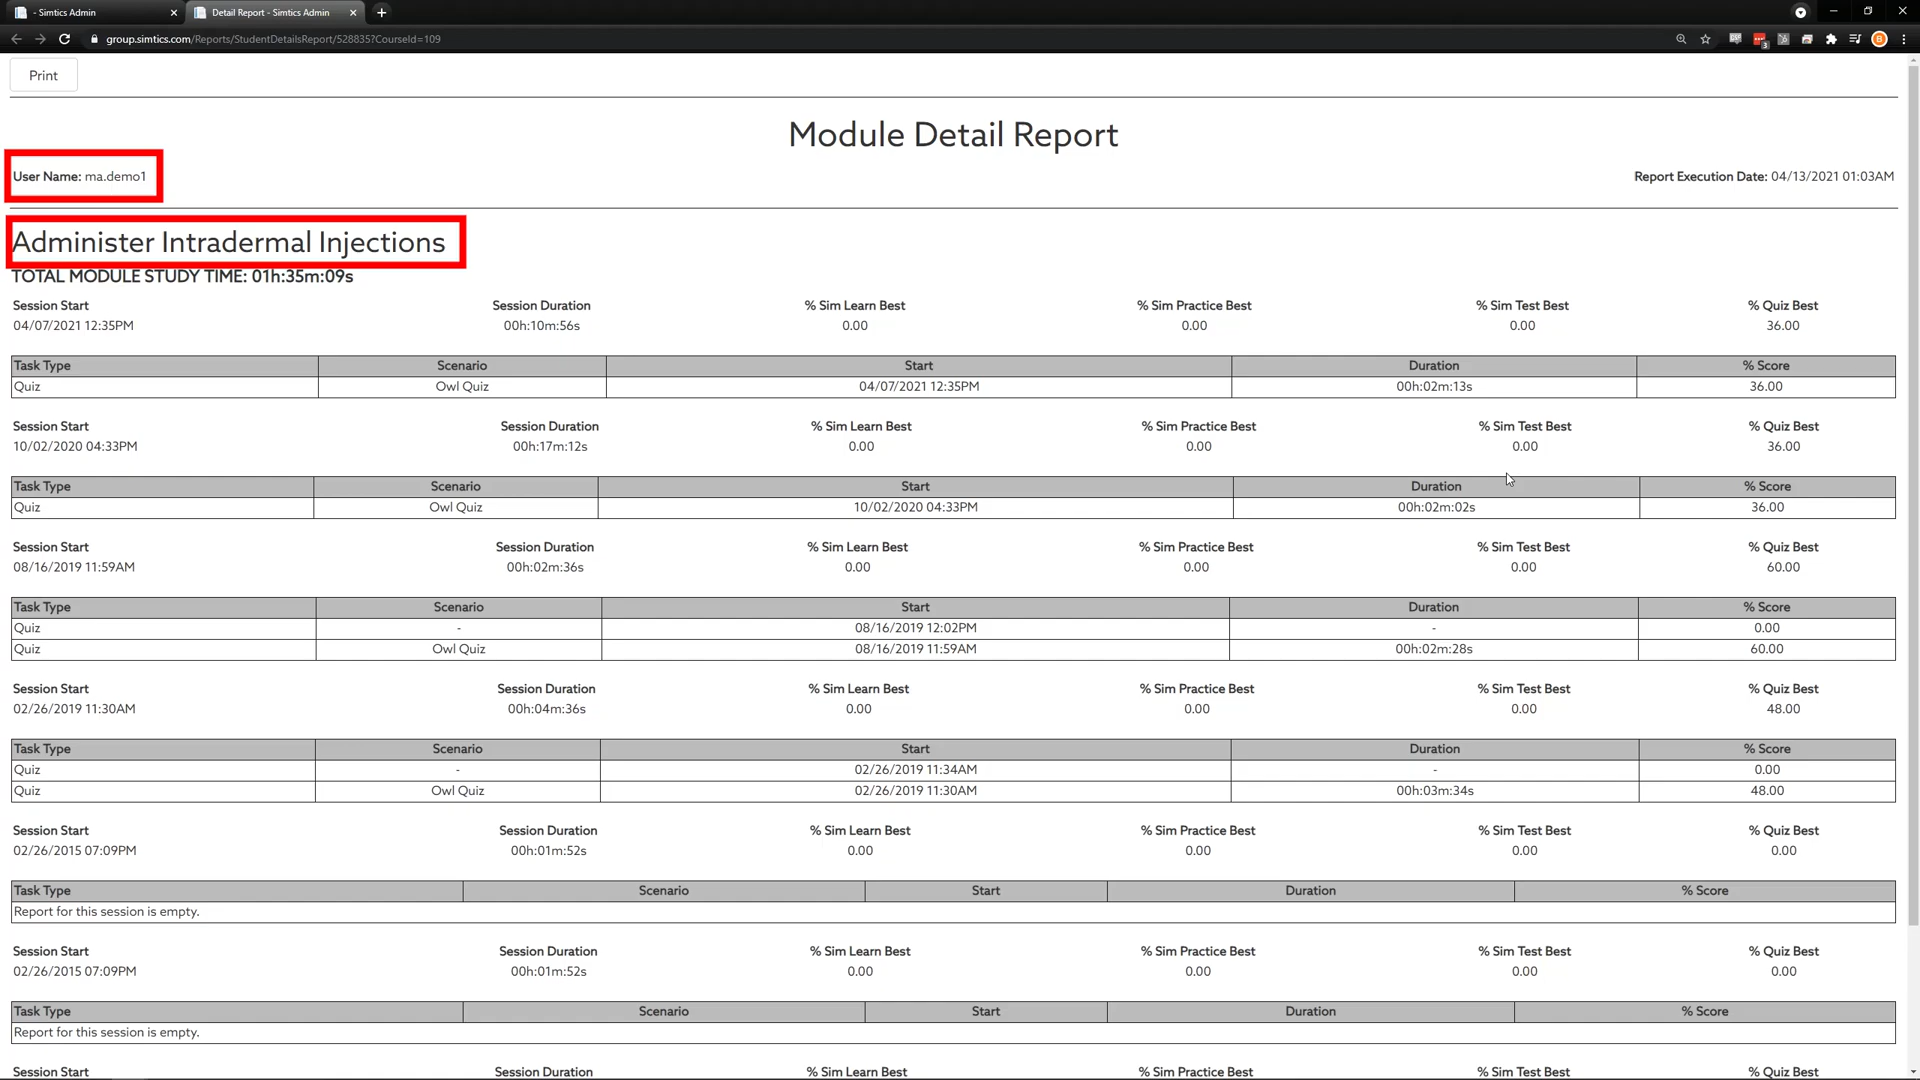 - Simtics Admin
Detail Report - Simtics Admin
group.simtics.com/Reports/StudentDetailsReport/528835?CourseId=109
3
B
Print
Module Detail Report
User Name: ma.demo1
Report Execution Date: 04/13/2021 01:03AM
Administer Intradermal Injections
TOTAL MODULE STUDY TIME: 01h:35m:09s
Session Start Session Duration % Sim Learn Best % Sim Practice Best % Sim Test Best % Quiz Best
04/07/2021 12:35PM 00h:10m:56s 0.00 0.00 0.00 36.00
Task Type Scenario Start Duration % Score
Quiz Owl Quiz 04/07/2021 12:35PM 00h:02m:13s 36.00
Session Start Session Duration % Sim Learn Best % Sim Practice Best % Sim Test Best % Quiz Best
10/02/2020 04:33PM 00h:17m:12s 0.00 0.00 0.00 36.00
Task Type Scenario Start Duration % Score
Quiz Owl Quiz 10/02/2020 04:33PM 00h:02m:02s 36.00
Session Start Session Duration % Sim Learn Best % Sim Practice Best % Sim Test Best % Quiz Best
08/16/2019 11:59AM 00h:02m:36s 0.00 0.00 0.00 60.00
Task Type Scenario Start Duration % Score
Quiz - 08/16/2019 12:02PM - 0.00
Quiz Owl Quiz 08/16/2019 11:59AM 00h:02m:28s 60.00
Session Start Session Duration % Sim Learn Best % Sim Practice Best % Sim Test Best % Quiz Best
02/26/2019 11:30AM 00h:04m:36s 0.00 0.00 0.00 48.00
Task Type Scenario Start Duration % Score
Quiz - 02/26/2019 11:34AM - 0.00
Quiz Owl Quiz 02/26/2019 11:30AM 00h:03m:34s 48.00
Session Start Session Duration % Sim Learn Best % Sim Practice Best % Sim Test Best % Quiz Best
02/26/2015 07:09PM 00h:01m:52s 0.00 0.00 0.00 0.00
Task Type Scenario Start Duration % Score
Report for this session is empty.
Session Start Session Duration % Sim Learn Best % Sim Practice Best % Sim Test Best % Quiz Best
02/26/2015 07:09PM 00h:01m:52s 0.00 0.00 0.00 0.00
Task Type Scenario Start Duration % Score
Report for this session is empty.
Session Start Session Duration % Sim Learn Best % Sim Practice Best % Sim Test Best % Quiz Best